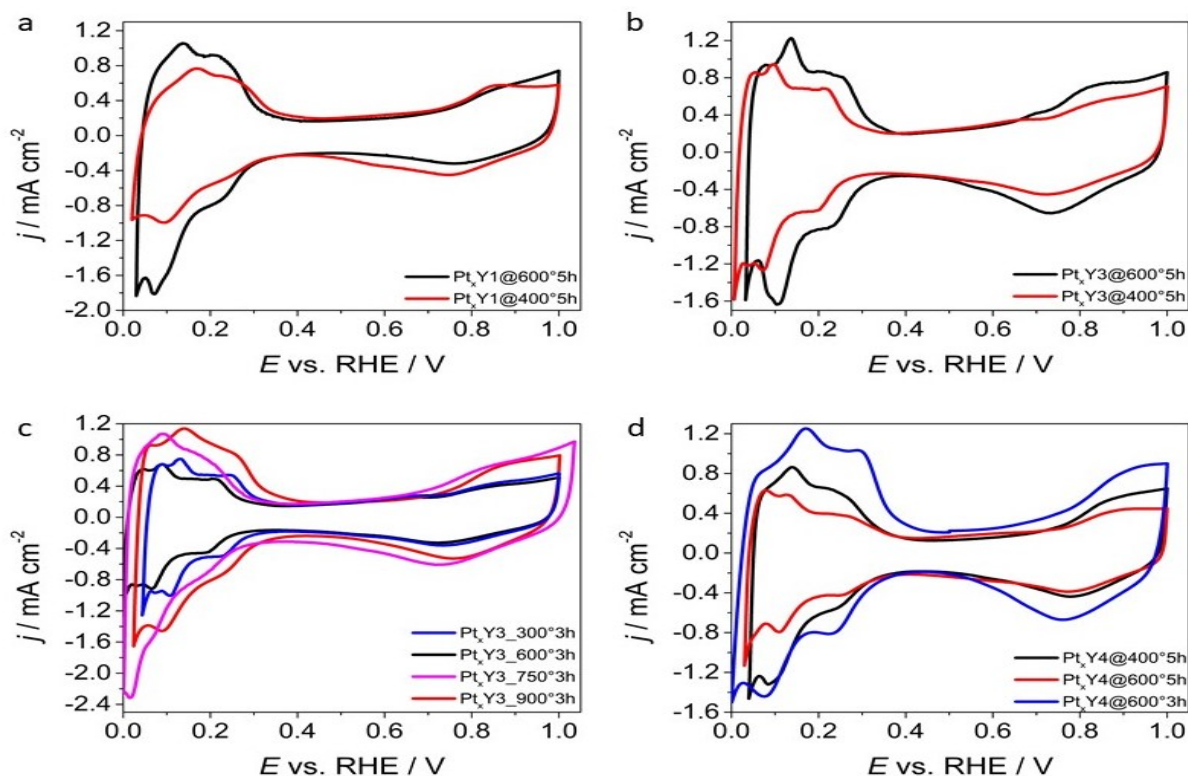 a
1.2
0.8
0.4
0.0
-0.4
-0.8
-1.2
-1.6
-2.0
j / mA cm⁻²
PtₓY1@600°5h
PtₓY1@400°5h
0.0 0.2 0.4 0.6 0.8 1.0
E vs. RHE / V
b
1.2
0.8
0.4
0.0
-0.4
-0.8
-1.2
-1.6
j / mA cm⁻²
PtₓY3@600°5h
PtₓY3@400°5h
0.0 0.2 0.4 0.6 0.8 1.0
E vs. RHE / V
c
1.2
0.8
0.4
0.0
-0.4
-0.8
-1.2
-1.6
-2.0
-2.4
j / mA cm⁻²
PtₓY3_300°3h
PtₓY3_600°3h
PtₓY3_750°3h
PtₓY3_900°3h
0.0 0.2 0.4 0.6 0.8 1.0
E vs. RHE / V
d
1.6
1.2
0.8
0.4
0.0
-0.4
-0.8
-1.2
-1.6
j / mA cm⁻²
PtₓY4@400°5h
PtₓY4@600°5h
PtₓY4@600°3h
0.0 0.2 0.4 0.6 0.8 1.0
E vs. RHE / V